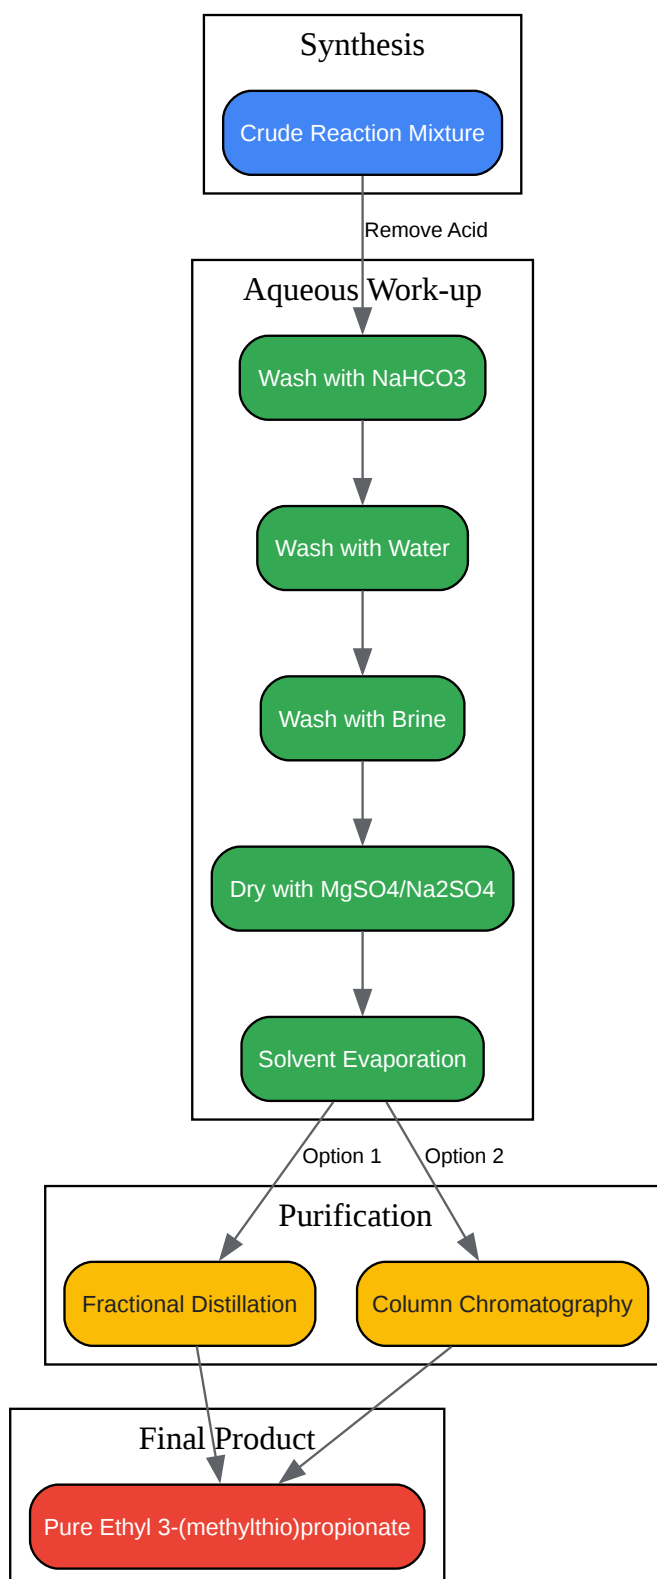 Synthesis
Crude Reaction Mixture
Remove Acid
Aqueous Work-up
Wash with NaHCO3
Wash with Water
Wash with Brine
Dry with MgSO4/Na2SO4
Solvent Evaporation
Option 1
Option 2
Purification
Fractional Distillation
Column Chromatography
Final Product
Pure Ethyl 3-(methylthio)propionate